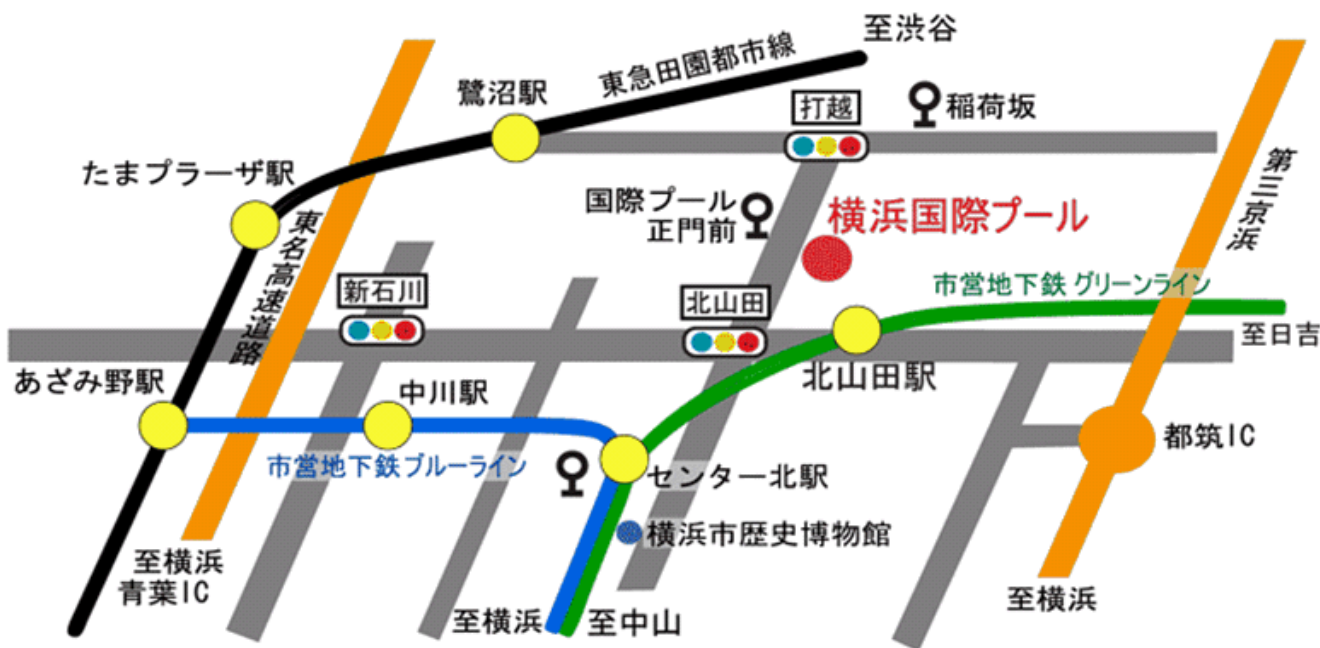 至渋谷
東急田園都市線
鷺沼駅
打越
稲荷坂
たまプラーザ駅
第三京浜
国際プール
正門前
横浜国際プール
東名高速道路
新石川
北山田
市営地下鉄 グリーンライン
至日吉
あざみ野駅
中川駅
北山田駅
都筑IC
市営地下鉄ブルーライン
センター北駅
横浜市歴史博物館
至横浜
青葉IC
至横浜
至中山
至横浜